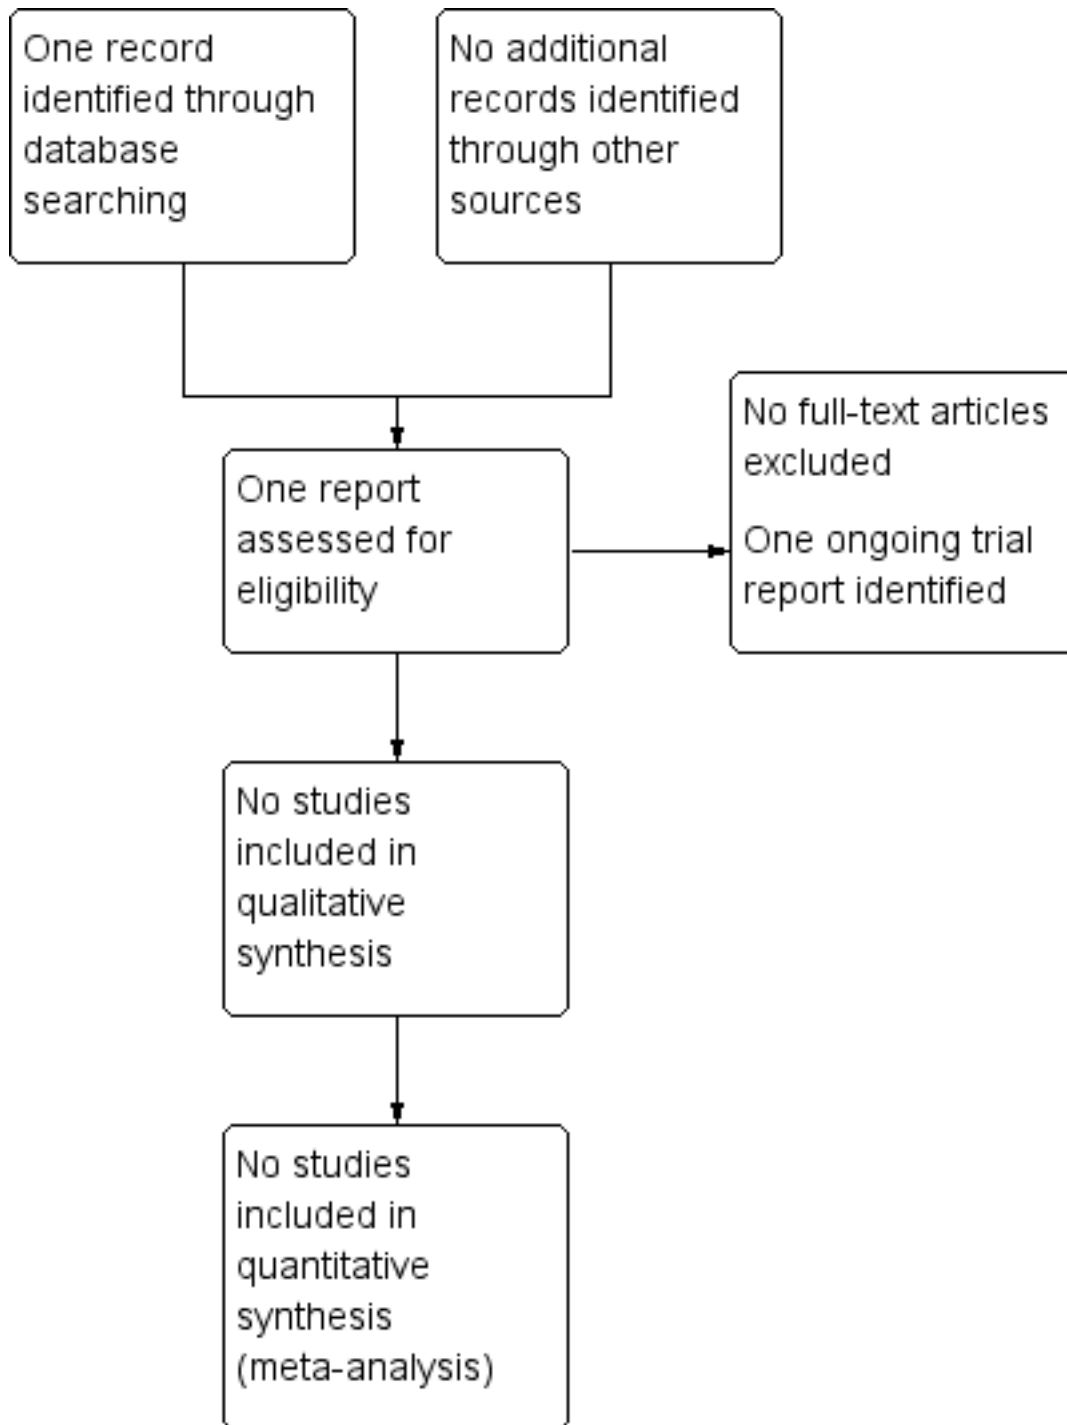 One record
identified through
database
searching
No additional
records identified
through other
sources
One report
assessed for
eligibility
No full-text articles
excluded
One ongoing trial
report identified
No studies
included in
qualitative
synthesis
No studies
included in
quantitative
synthesis
(meta-analysis)